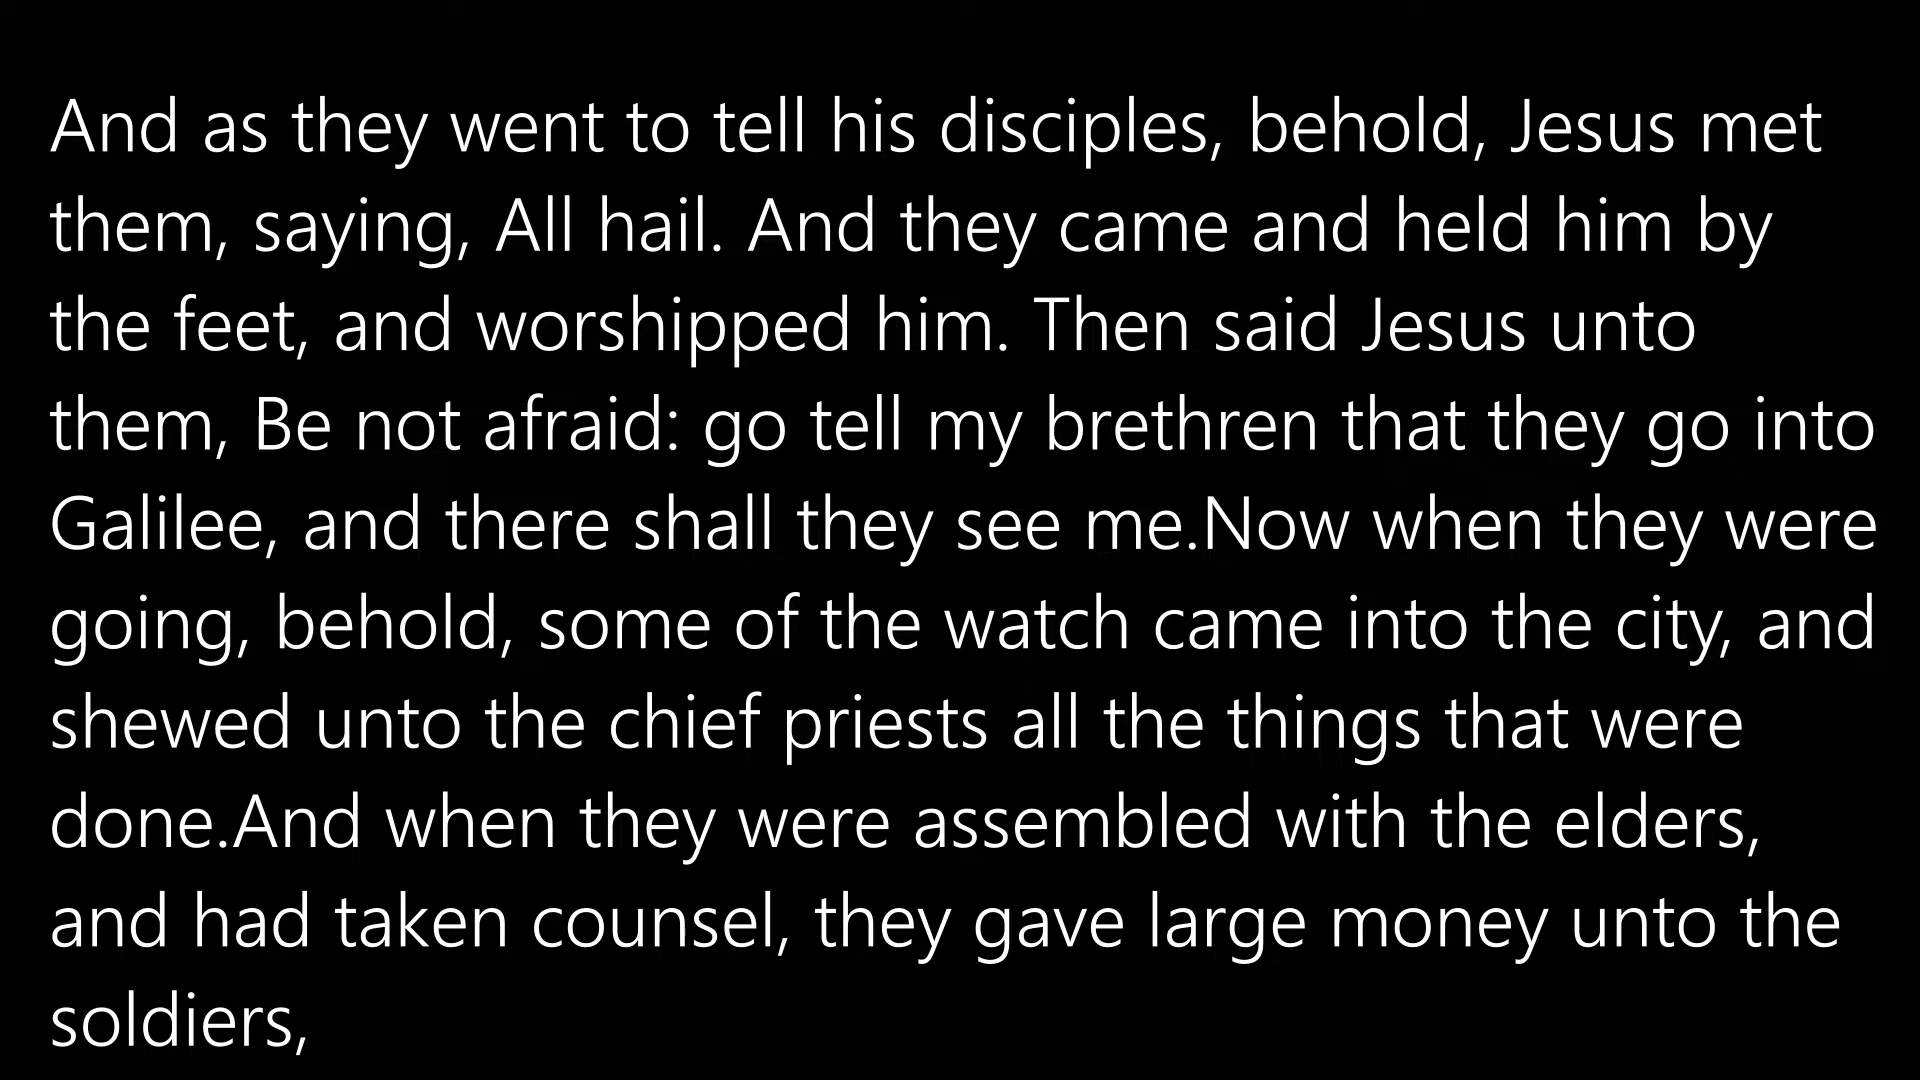 And as they went to tell his disciples, behold, Jesus met
them, saying, All hail. And they came and held him by
the feet, and worshipped him. Then said Jesus unto
them, Be not afraid: go tell my brethren that they go into
Galilee, and there shall they see me.Now when they were
going, behold, some of the watch came into the city, and
shewed unto the chief priests all the things that were
done.And when they were assembled with the elders,
and had taken counsel, they gave large money unto the
soldiers,